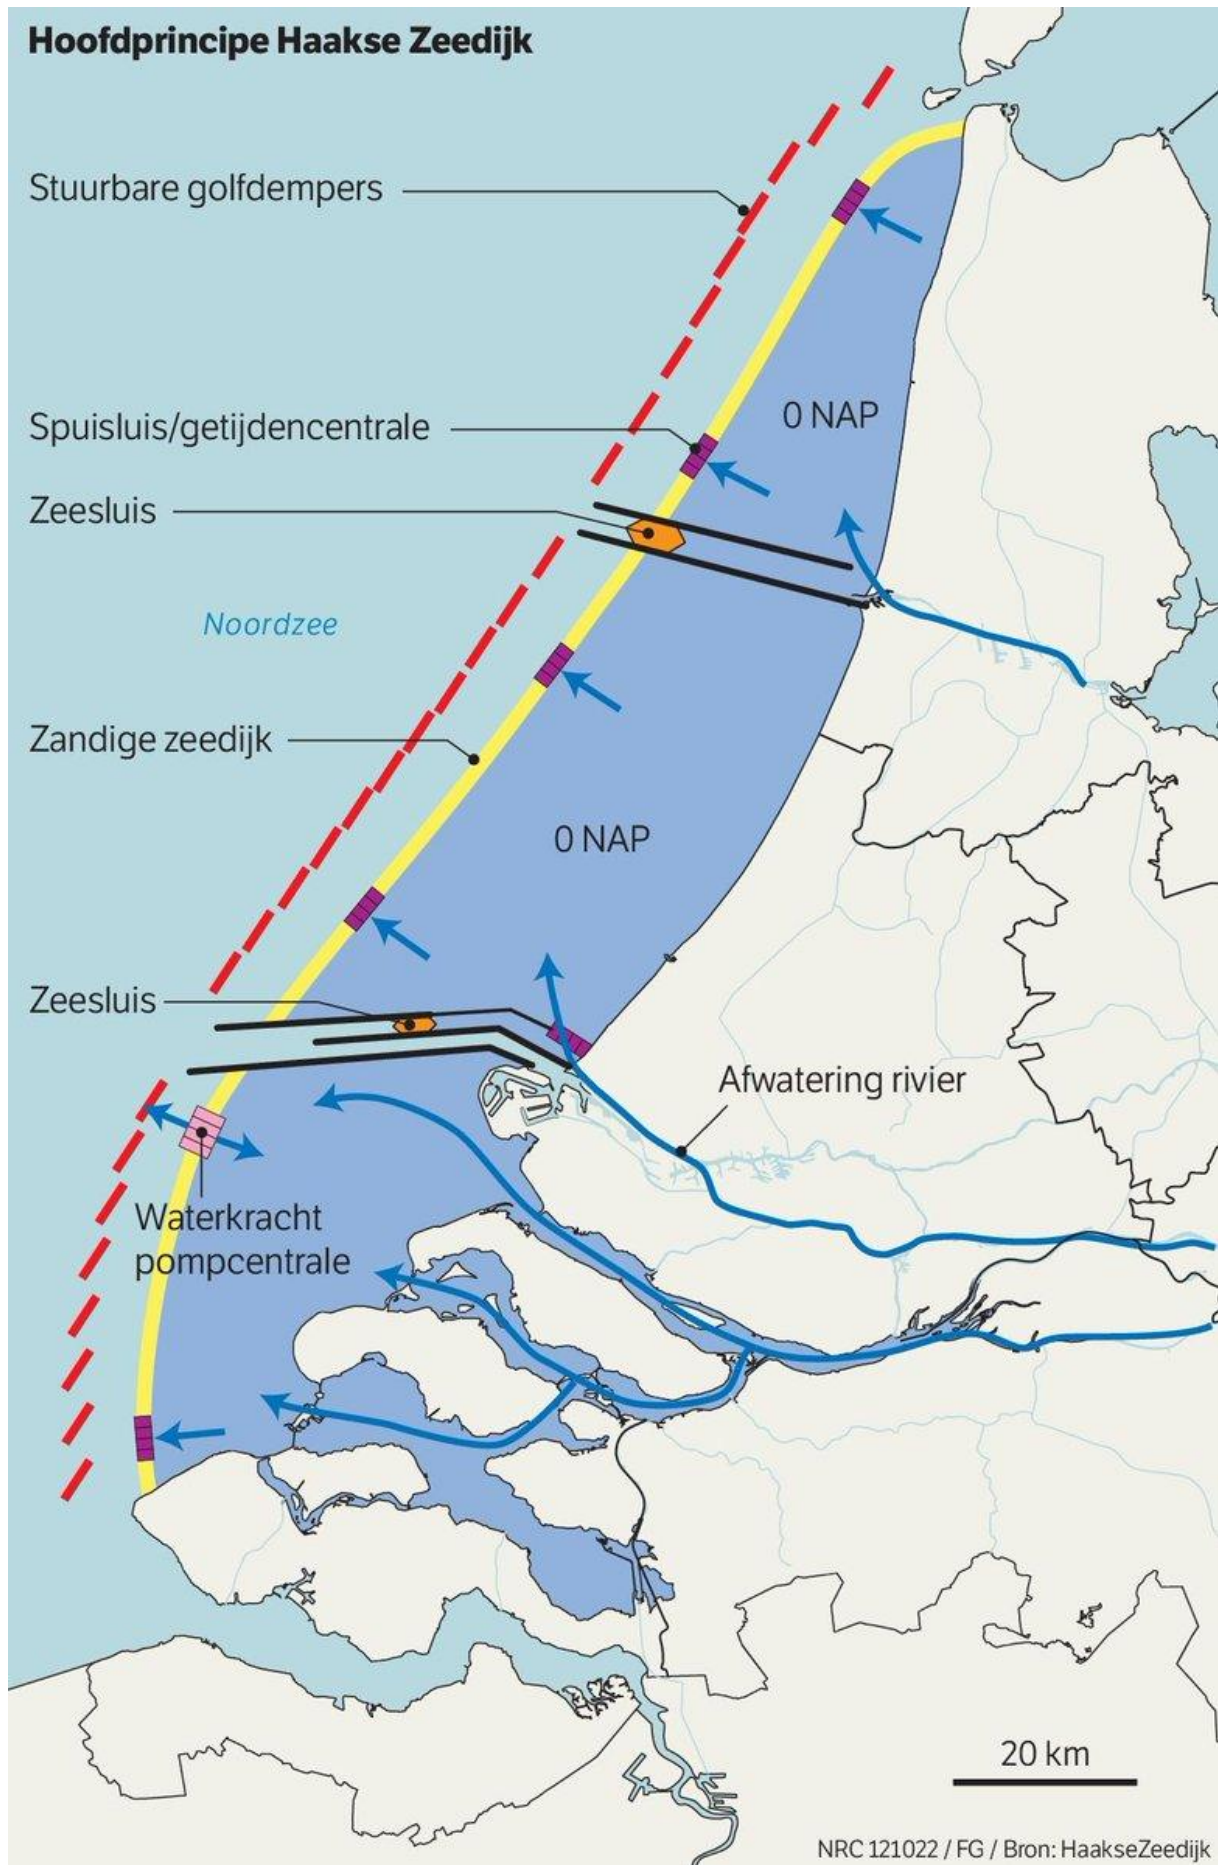 Hoofdprincipe Haakse Zeedijk
Stuurbare golfdempers
Spuisluis/getijdencentrale
0 NAP
Zeesluis
Noordzee
Zandige zeedijk
0 NAP
Zeesluis
Afwatering rivier
Waterkracht
pompcentrale
20 km
NRC 121022 / FG / Bron: HaakseZeedijk